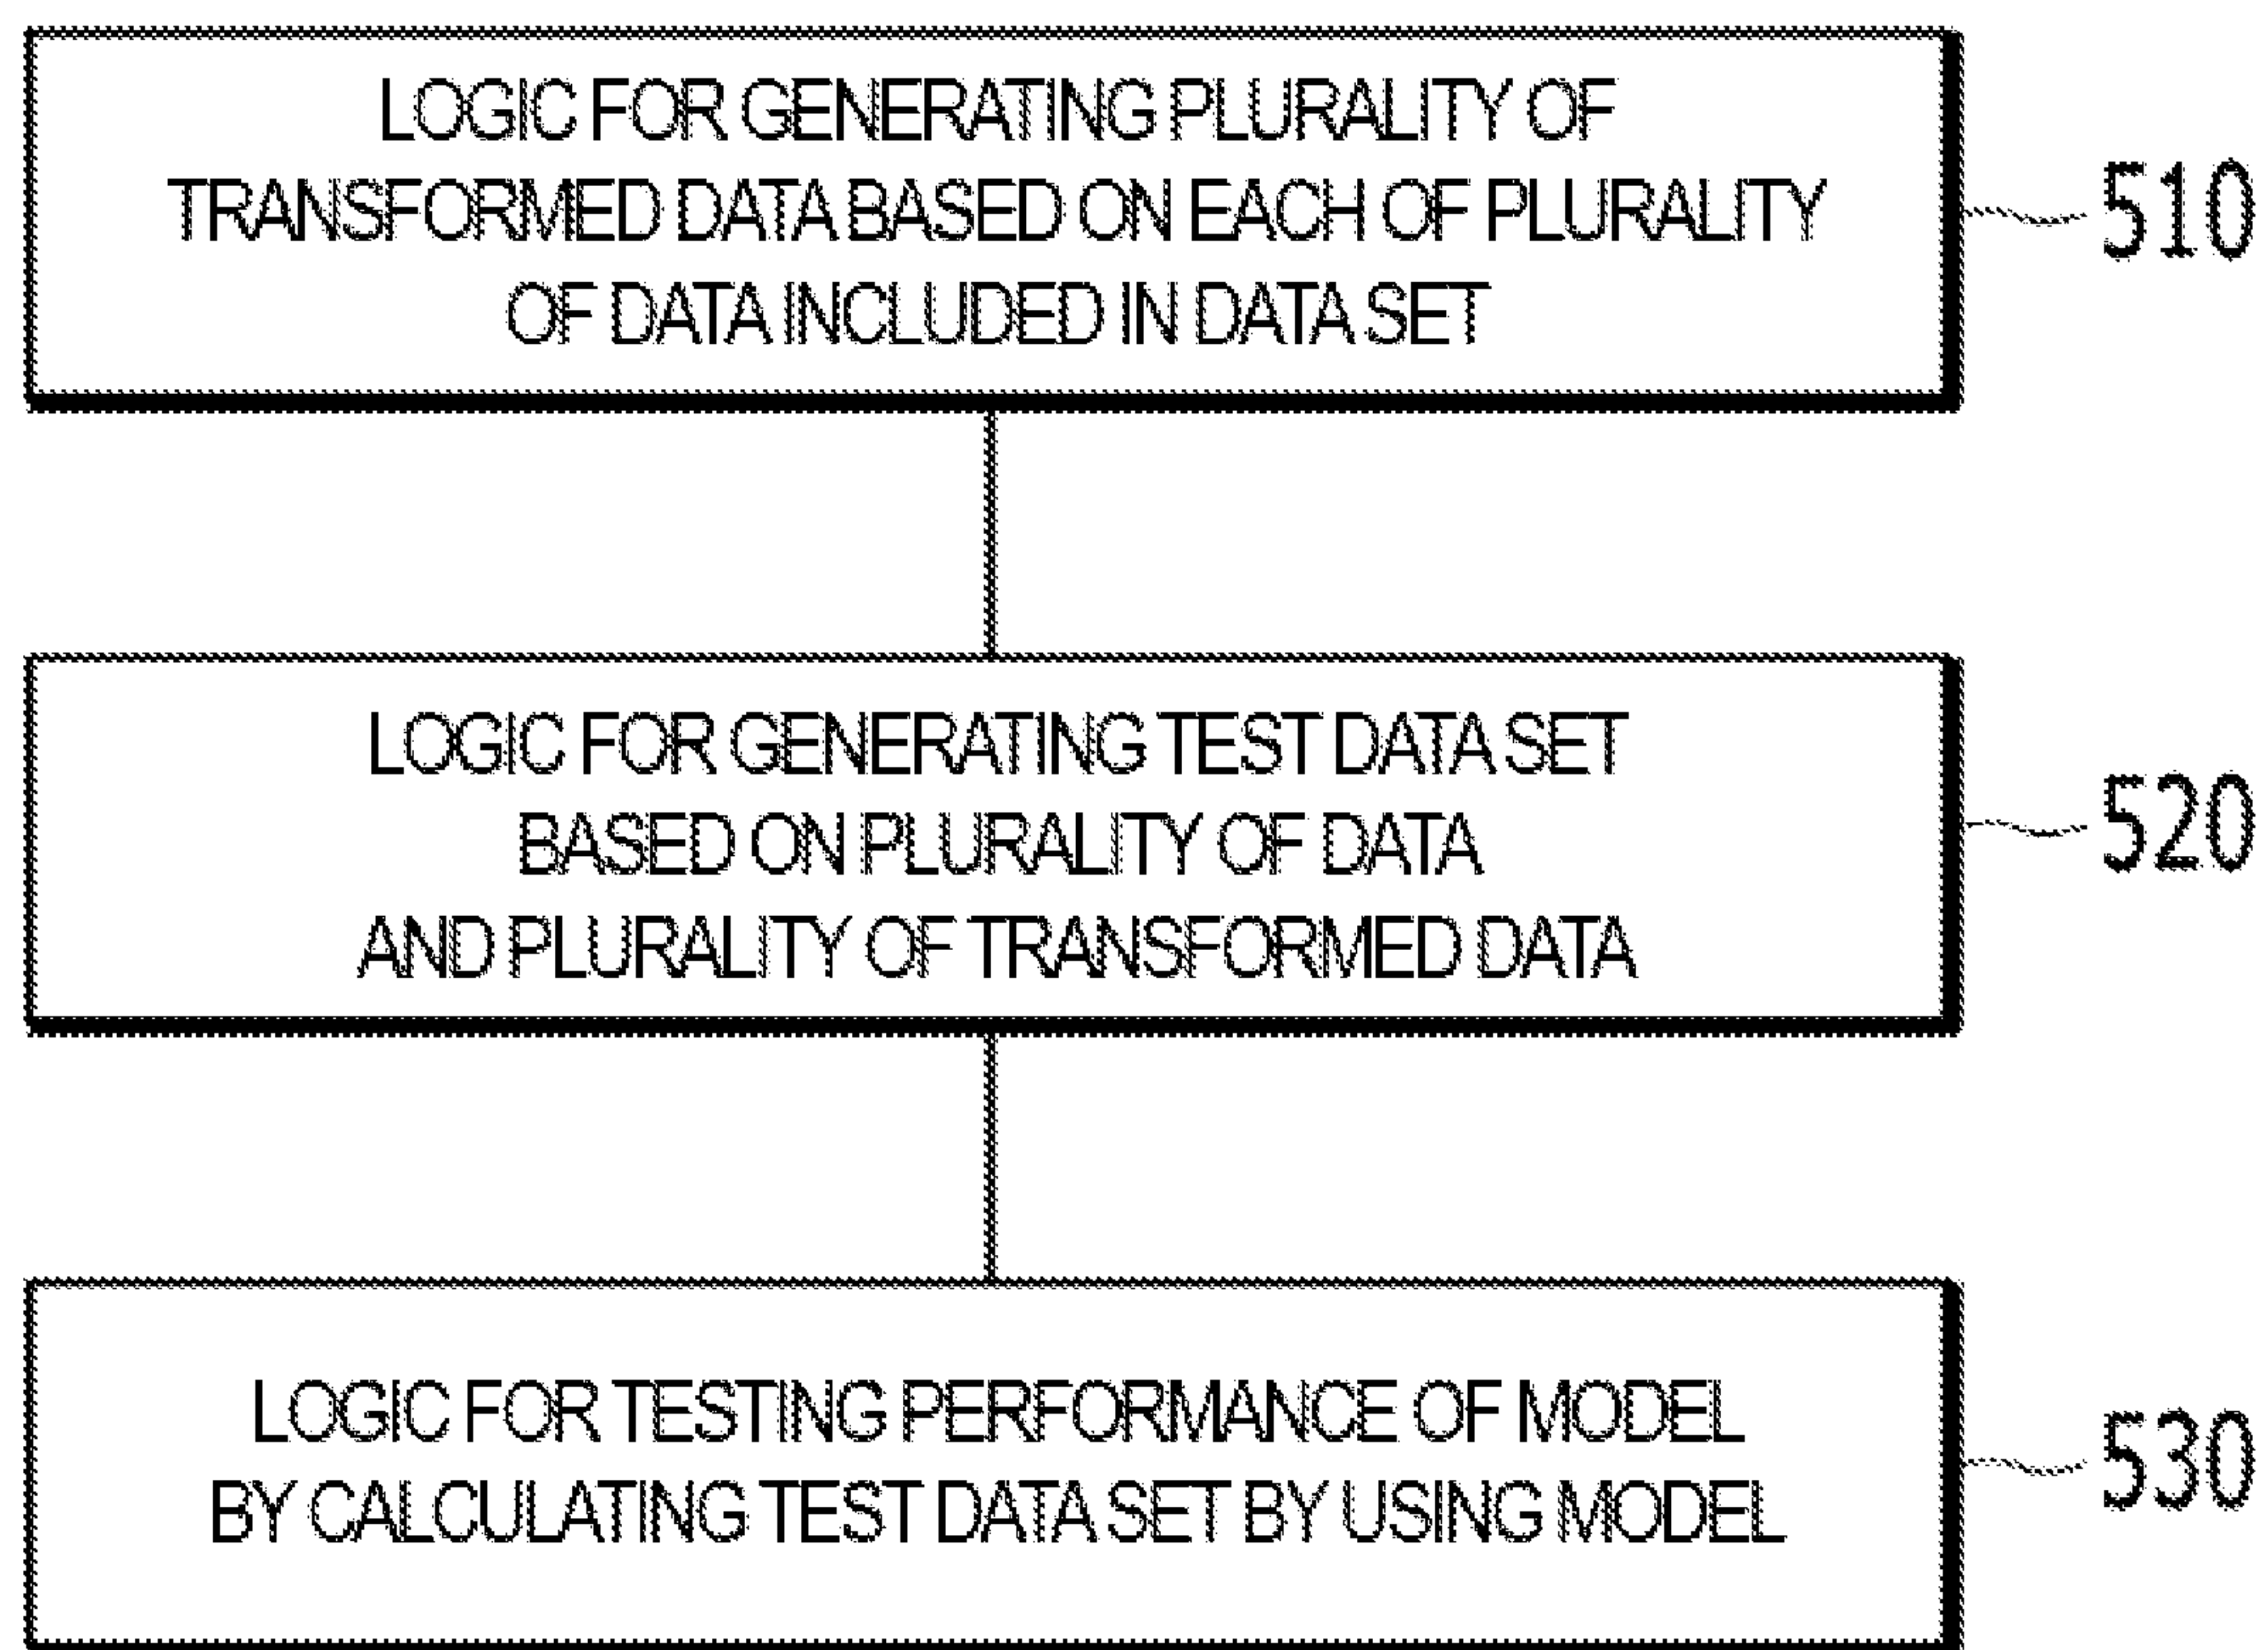 LOGIC FOR GENERATING PLURALITY OF
TRANSFORMED DATA BASED ON EACH OF PLURALITY
OF DATA INCLUDED IN DATA SET
510
LOGIC FOR GENERATING TEST DATA SET
BASED ON PLURALITY OF DATA
AND PLURALITY OF TRANSFORMED DATA
520
LOGIC FOR TESTING PERFORMANCE OF MODEL
BY CALCULATING TEST DATA SET BY USING MODEL
530